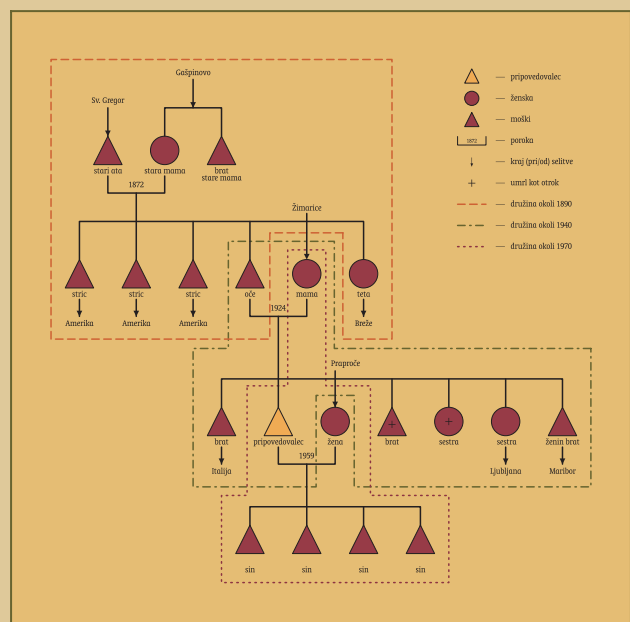 Gašpinovo
Sv. Gregor
stari ata
stara mama
brat
stare mama
1872
Žimarice
stric
stric
stric
oče
mama
teta
Amerika
Amerika
Amerika
1924
Breže
Praproče
brat
pripovedovalec
žena
brat
sestra
sestra
ženin brat
Italija
1959
Ljubljana
Maribor
sin
sin
sin
sin
— pripovedovalec
— ženska
— moški
1872 — poroka
— kraj (pri/od) selitve
+ — umrl kot otrok
— družina okoli 1890
— družina okoli 1940
— družina okoli 1970